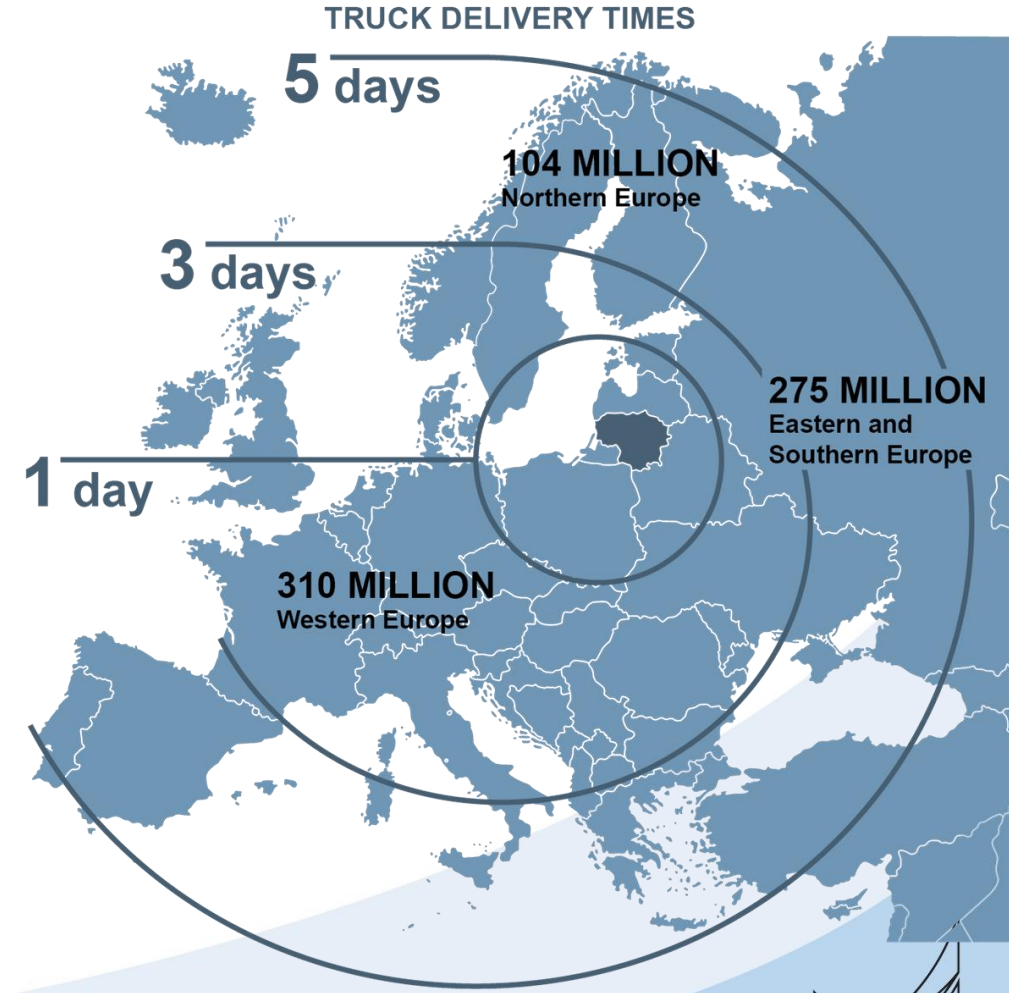 TRUCK DELIVERY TIMES
5 days
104 MILLION
Northern Europe
3 days
275 MILLION
Eastern and
Southern Europe
1 day
310 MILLION
Western Europe